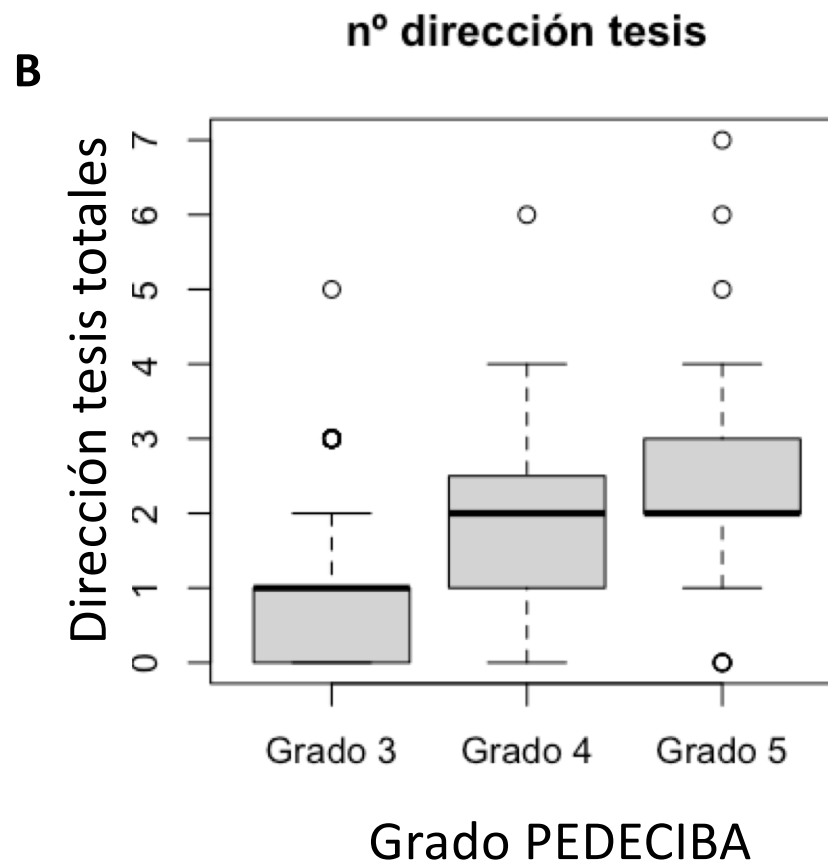 nº dirección tesis
B
Dirección tesis totales
7
6
5
4
3
2
1
0
Grado 3 Grado 4 Grado 5
Grado PEDECIBA